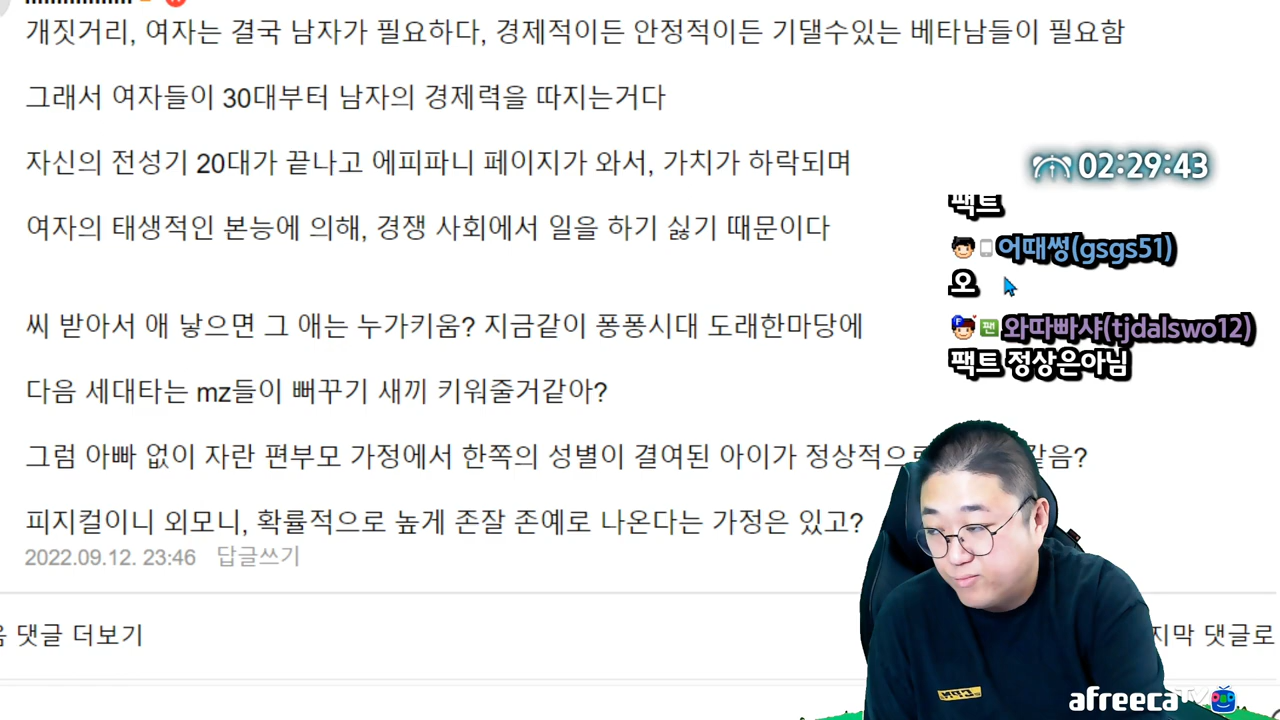 개짓거리, 여자는 결국 남자가 필요하다, 경제적이든 안정적이든 기댈수있는 베타남들이 필요함
그래서 여자들이 30대부터 남자의 경제력을 따지는거다
자신의 전성기 20대가 끝나고 에피파니 페이지가 와서, 가치가 하락되며
여자의 태생적인 본능에 의해, 경쟁 사회에서 일을 하기 싫기 때문이다
씨 받아서 애 낳으면 그 애는 누가키움? 지금같이 퐁퐁시대 도래한마당에
다음 세대타는 mz들이 뻐꾸기 새끼 키워줄거같아?
그럼 아빠 없이 자란 편부모 가정에서 한쪽의 성별이 결여된 아이가 같음?
피지컬이니 외모니, 확률적으로 높게 존잘 존예로 나온다는 가정은 있고?
2022.09.12. 23:46 답글쓰기
댓글 더보기
댓글로
02:29:43
팩트
어때썽(gsgs51)
오
팬 와따빠샤(tjdalswo12)
팩트 정상은아님
afreecaTV